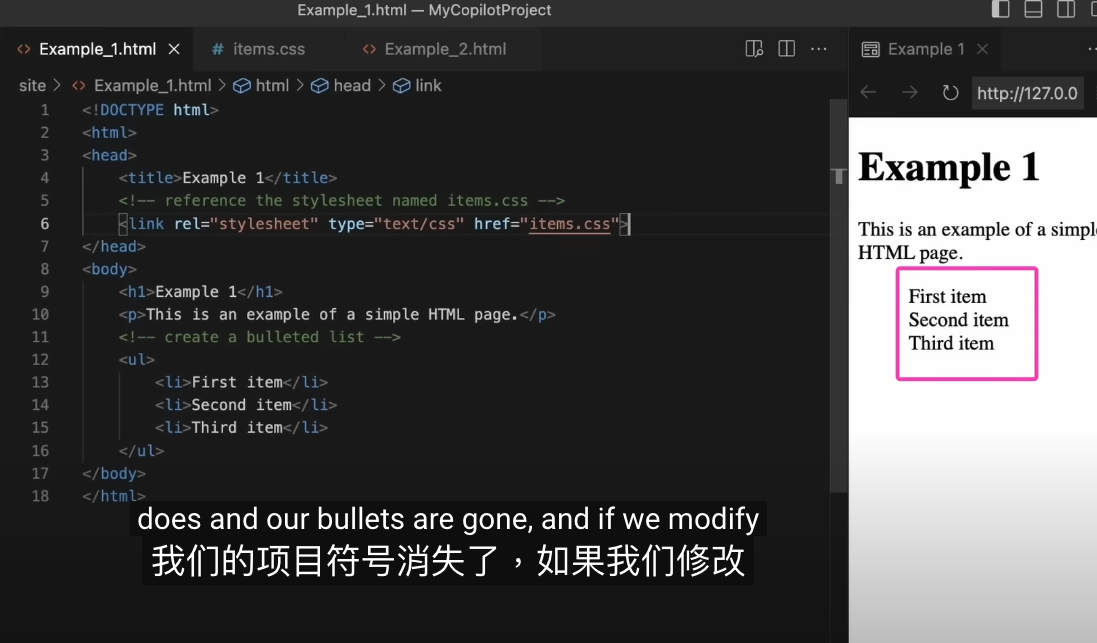 Example_1.html — MyCopilotProject
Example_1.html
items.css
Example_2.html
Example 1
site > Example_1.html > html > head > link
http://127.0.0
1 <!DOCTYPE html>
2 <html>
3 <head>
4 <title>Example 1</title>
5 <!-- reference the stylesheet named items.css -->
6 <link rel="stylesheet" type="text/css" href="items.css">
7 </head>
8 <body>
9 <h1>Example 1</h1>
10 <p>This is an example of a simple HTML page.</p>
11 <!-- create a bulleted list -->
12 <ul>
13 <li>First item</li>
14 <li>Second item</li>
15 <li>Third item</li>
16 </ul>
17 </body>
18 </html>
Example 1
This is an example of a simple
HTML page.
First item
Second item
Third item
does and our bullets are gone, and if we modify
我们的项目符号消失了，如果我们修改